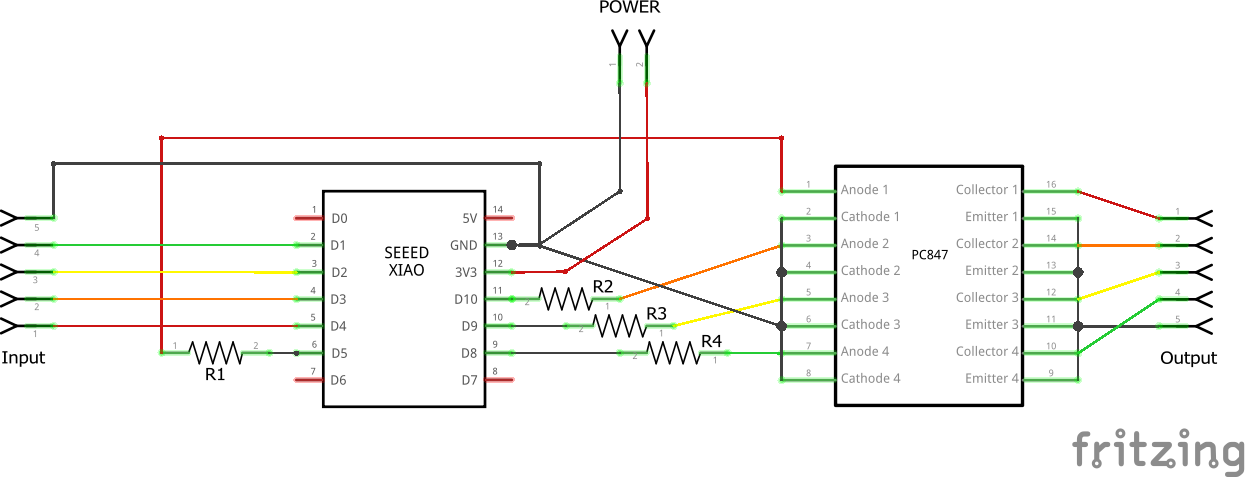 POWER
1
2
5
4
3
2
1
Input
1
R1
2
SEEED
XIAO
1 D0
2 D1
3 D2
4 D3
5 D4
6 D5
7 D6
5V 14
GND 13
3V3 12
D10 11
D9 10
D8 9
D7 8
2 R2 1
2 R3 1
2 R4 1
PC847
1 Anode 1
2 Cathode 1
3 Anode 2
4 Cathode 2
5 Anode 3
6 Cathode 3
7 Anode 4
8 Cathode 4
Collector 1 16
Emitter 1 15
Collector 2 14
Emitter 2 13
Collector 3 12
Emitter 3 11
Collector 4 10
Emitter 4 9
1
2
3
4
5
Output
fritzing